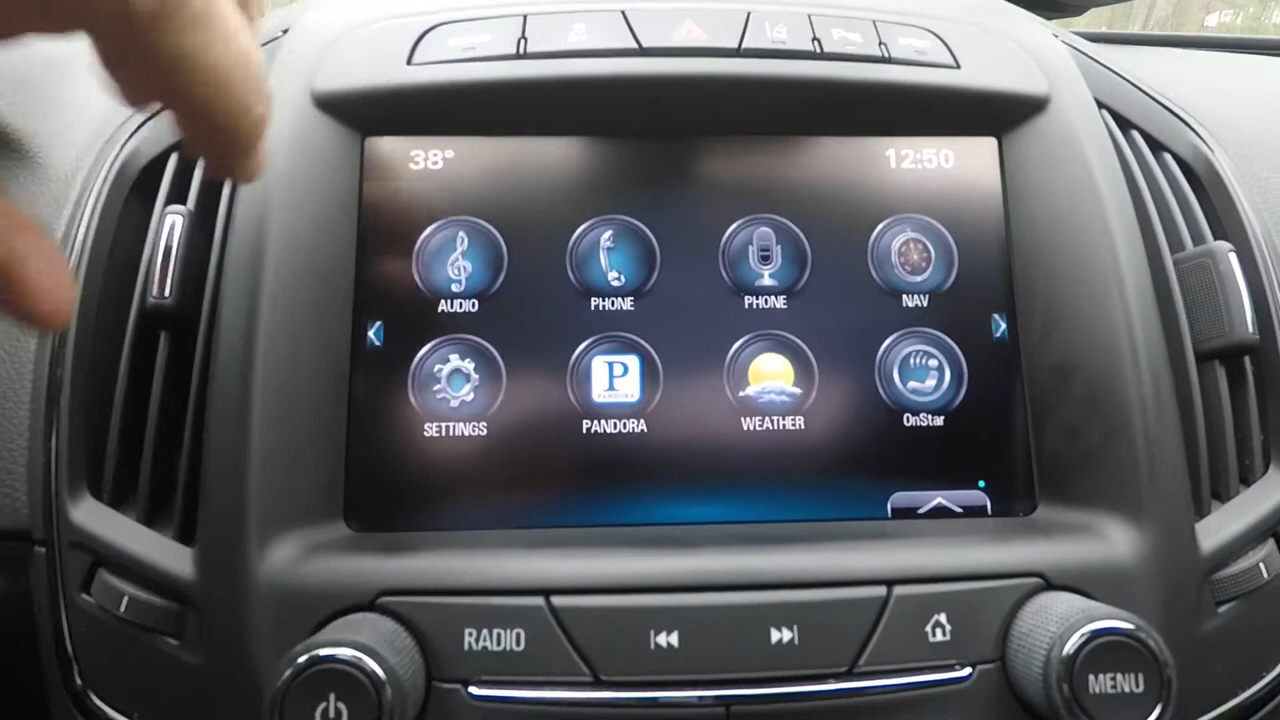 38°
12:50
AUDIO
PHONE
PHONE
NAV
P
PANDORA
SETTINGS
PANDORA
WEATHER
OnStar
RADIO
MENU